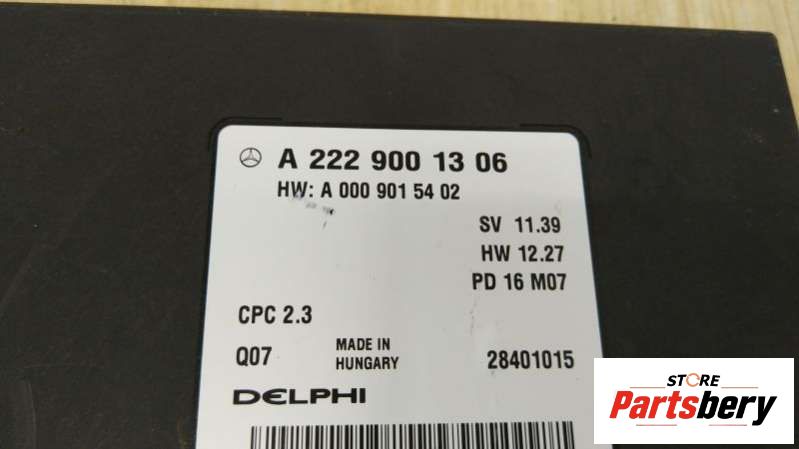 A 222 900 13 06
HW: A 000 901 54 02
SV 11.39
HW 12.27
PD 16 M07
CPC 2.3
Q07
MADE IN
HUNGARY
28401015
DELPHI
STORE
Partsbery